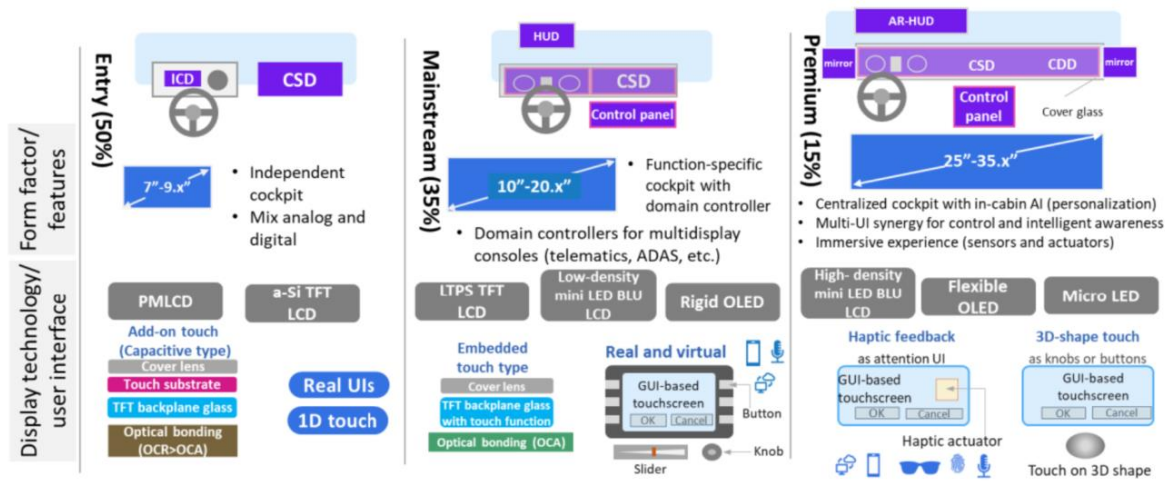 Form factor/
features
Display technology/
user interface
Entry (50%)
ICD
CSD
7”-9.x”
• Independent
cockpit
• Mix analog and
digital
PMLCD
a-Si TFT
LCD
Add-on touch
(Capacitive type)
Cover lens
Touch substrate
TFT backplane glass
Optical bonding
(OCR>OCA)
Real UIs
1D touch
Mainstream (35%)
HUD
CSD
Control panel
10”-20.x”
• Function-specific
cockpit with
domain controller
• Domain controllers for multidisplay
consoles (telematics, ADAS, etc.)
LTPS TFT
LCD
Low-density
mini LED BLU
LCD
Rigid OLED
Embedded
touch type
Cover lens
TFT backplane glass
with touch function
Optical bonding (OCA)
Real and virtual
GUI-based
touchscreen
OK
Cancel
Button
Slider
Knob
Premium (15%)
AR-HUD
mirror
CSD
CDD
mirror
Control
panel
Cover glass
25”-35.x”
• Centralized cockpit with in-cabin AI (personalization)
• Multi-UI synergy for control and intelligent awareness
• Immersive experience (sensors and actuators)
High- density
mini LED BLU
LCD
Flexible
OLED
Micro LED
Haptic feedback
as attention UI
GUI-based
touchscreen
OK
Cancel
Haptic actuator
3D-shape touch
as knobs or buttons
GUI-based
touchscreen
OK
Cancel
Touch on 3D shape